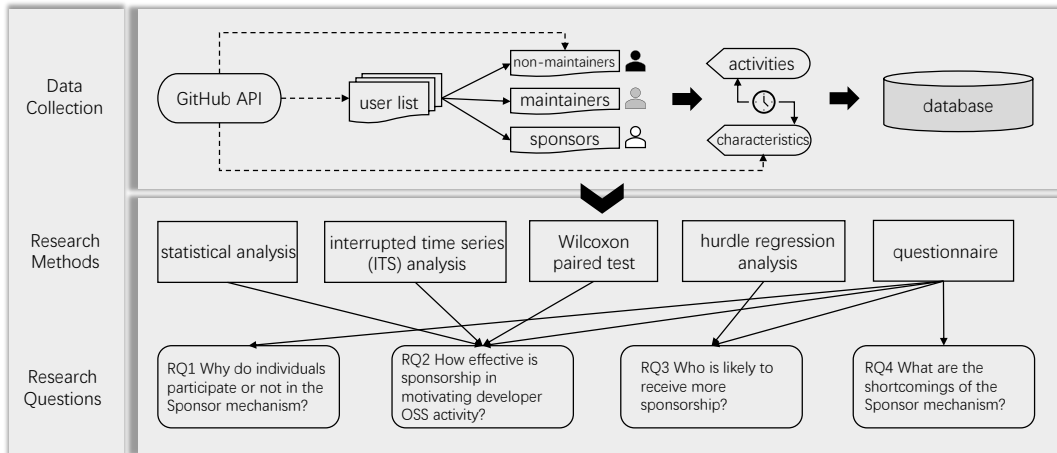 Data
Collection
GitHub API
user list
non-maintainers
maintainers
sponsors
activities
characteristics
database
Research
Methods
statistical analysis
interrupted time series
(ITS) analysis
Wilcoxon
paired test
hurdle regression
analysis
questionnaire
Research
Questions
RQ1 Why do individuals
participate or not in the
Sponsor mechanism?
RQ2 How effective is
sponsorship in
motivating developer
OSS activity?
RQ3 Who is likely to
receive more
sponsorship?
RQ4 What are the
shortcomings of the
Sponsor mechanism?